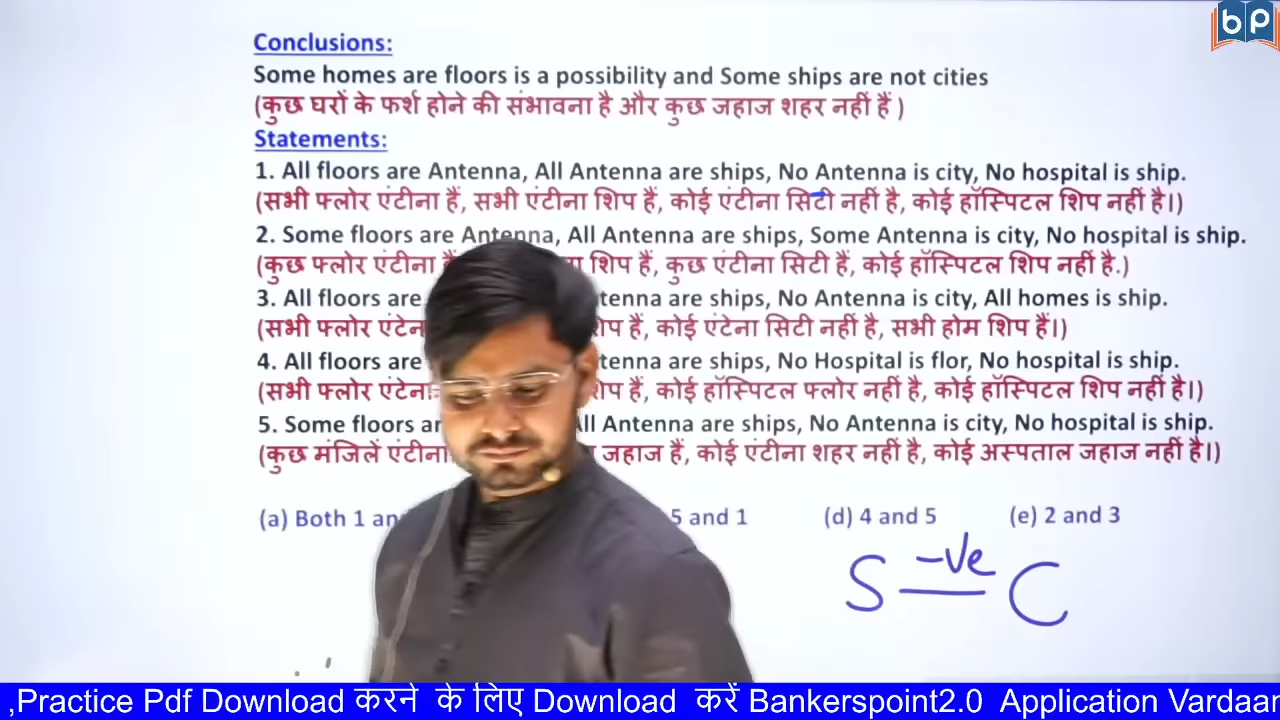 bp
Conclusions:
Some homes are floors is a possibility and Some ships are not cities
(कुछ घरों के फर्श होने की संभावना है और कुछ जहाज शहर नहीं हैं )
Statements:
1. All floors are Antenna, All Antenna are ships, No Antenna is city, No hospital is ship.
(सभी फ्लोर एंटीना हैं, सभी एंटीना शिप हैं, कोई एंटीना सिटी नहीं है, कोई हॉस्पिटल शिप नहीं है।)
2. Some floors are Antenna, All Antenna are ships, Some Antenna is city, No hospital is ship.
(कुछ फ्लोर एंटीना शिप हैं, कुछ एंटीना सिटी हैं, कोई हॉस्पिटल शिप नहीं है.)
3. All floors are ships, No Antenna is city, All homes is ship.
(सभी फ्लोर हैं, कोई एंटेना सिटी नहीं है, सभी होम शिप हैं।)
4. All floors are ships, No Hospital is flor, No hospital is ship.
(सभी फ्लोर हैं, कोई हॉस्पिटल फ्लोर नहीं है, कोई हॉस्पिटल शिप नहीं है।)
5. Some floors All Antenna are ships, No Antenna is city, No hospital is ship.
(कुछ मंजिलें एंटीना जहाज हैं, कोई एंटीना शहर नहीं है, कोई अस्पताल जहाज नहीं है।)
(a) Both 1 5 and 1 (d) 4 and 5 (e) 2 and 3
S -ve C
,Practice Pdf Download करने के लिए Download करें Bankerspoint2.0 Application Vardaan